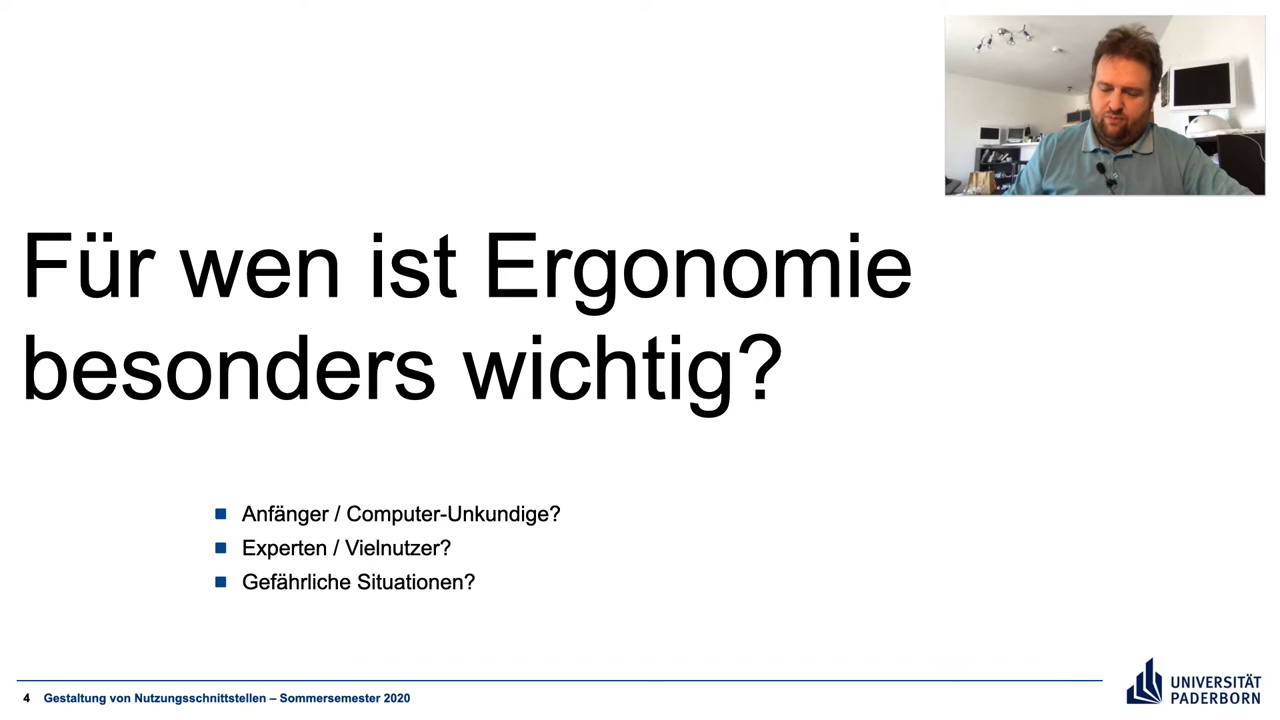 Für wen ist Ergonomie
besonders wichtig?
Anfänger / Computer-Unkundige?
Experten / Vielnutzer?
Gefährliche Situationen?
4 Gestaltung von Nutzungsschnittstellen – Sommersemester 2020
UNIVERSITÄT
PADERBORN